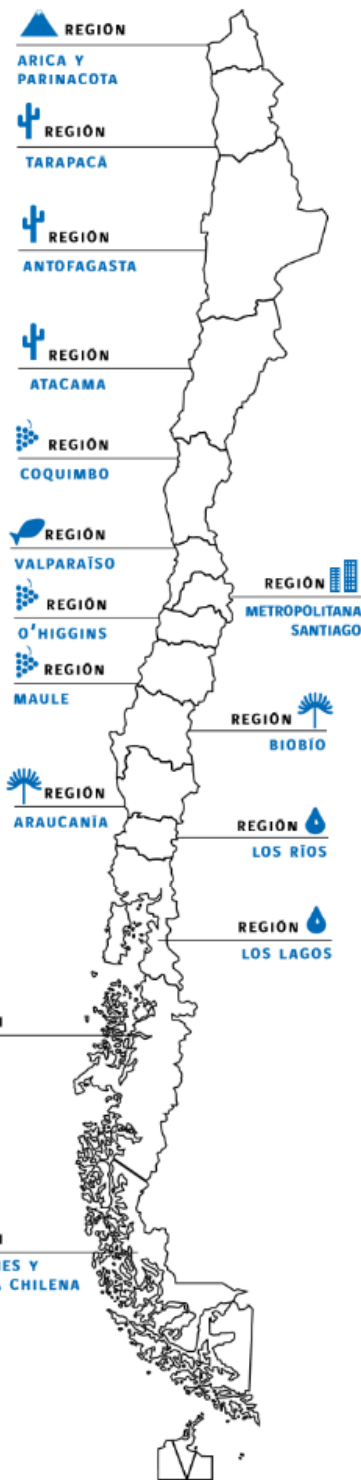 REGIÓN
ARICA Y
PARINACOTA
REGIÓN
TARAPACÁ
REGIÓN
ANTOFAGASTA
REGIÓN
ATACAMA
REGIÓN
COQUIMBO
REGIÓN
VALPARAÍSO
REGIÓN
METROPOLITANA
SANTIAGO
REGIÓN
O'HIGGINS
REGIÓN
MAULE
REGIÓN
BIOBÍO
REGIÓN
ARAUCANÍA
REGIÓN
LOS RÍOS
REGIÓN
LOS LAGOS
ES Y
CHILENA